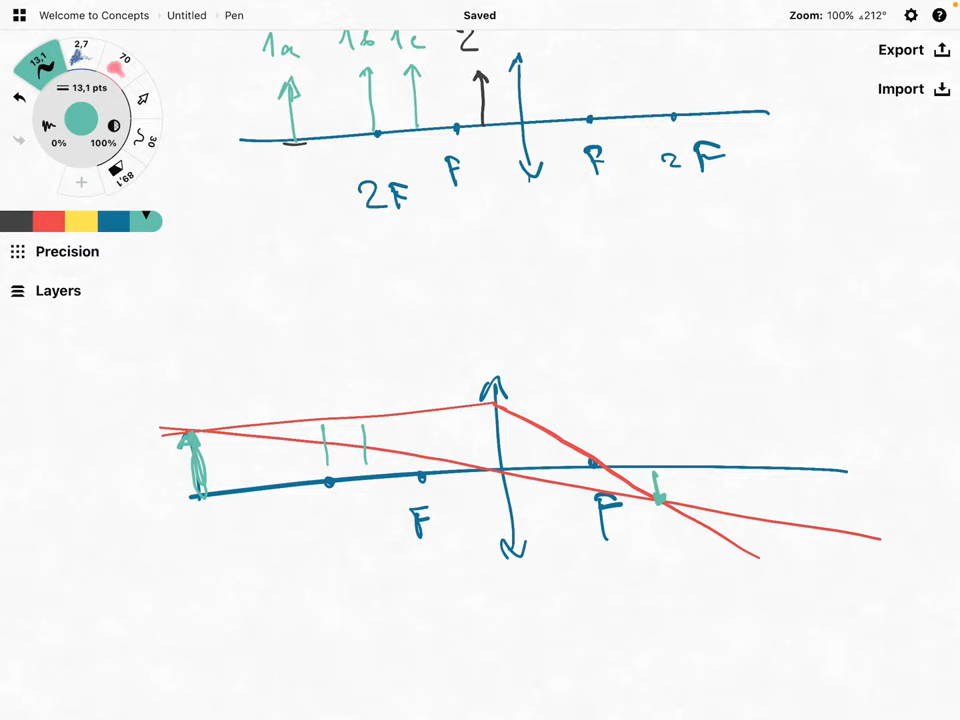 Welcome to Concepts > Untitled > Pen
Saved
Zoom: 100% ⊿212°
Export
Import
2,7
13,1
70
13,1 pts
0%
100%
30
89,1
Precision
Layers
1a 1b 1c 2
F F 2F
2F
F F